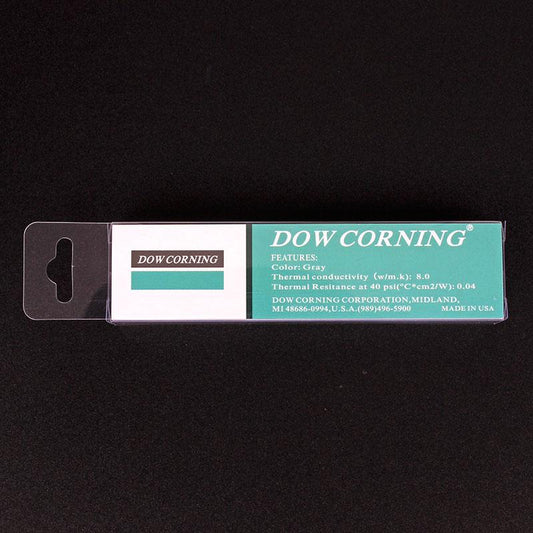 DOW CORNING
DOW CORNING®
FEATURES:
Color: Gray
Thermal conductivity (w/m.k): 8.0
Thermal Resitance at 40 psi(°C*cm2/W): 0.04
DOW CORNING CORPORATION,MIDLAND,
MI 48686-0994,U.S.A.(989)496-5900 MADE IN USA